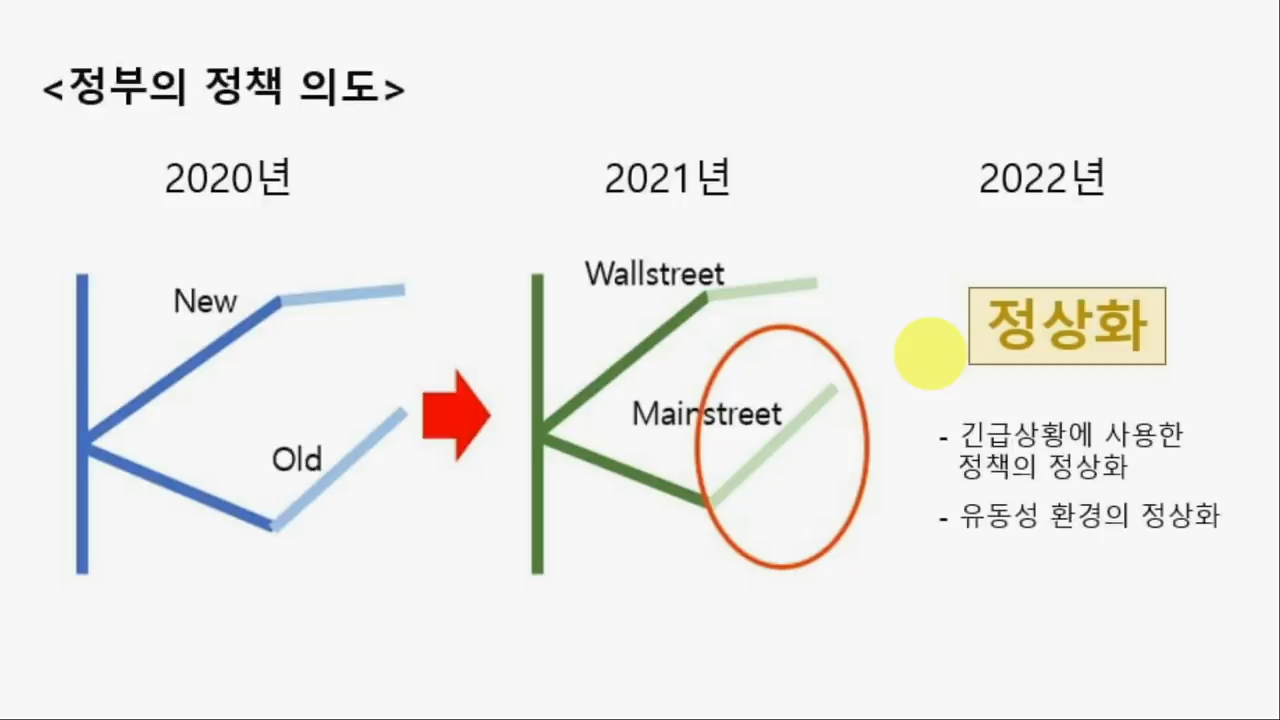 <정부의 정책 의도>
2020년
2021년
2022년
New
Old
Wallstreet
Mainstreet
정상화
- 긴급상황에 사용한
정책의 정상화
- 유동성 환경의 정상화